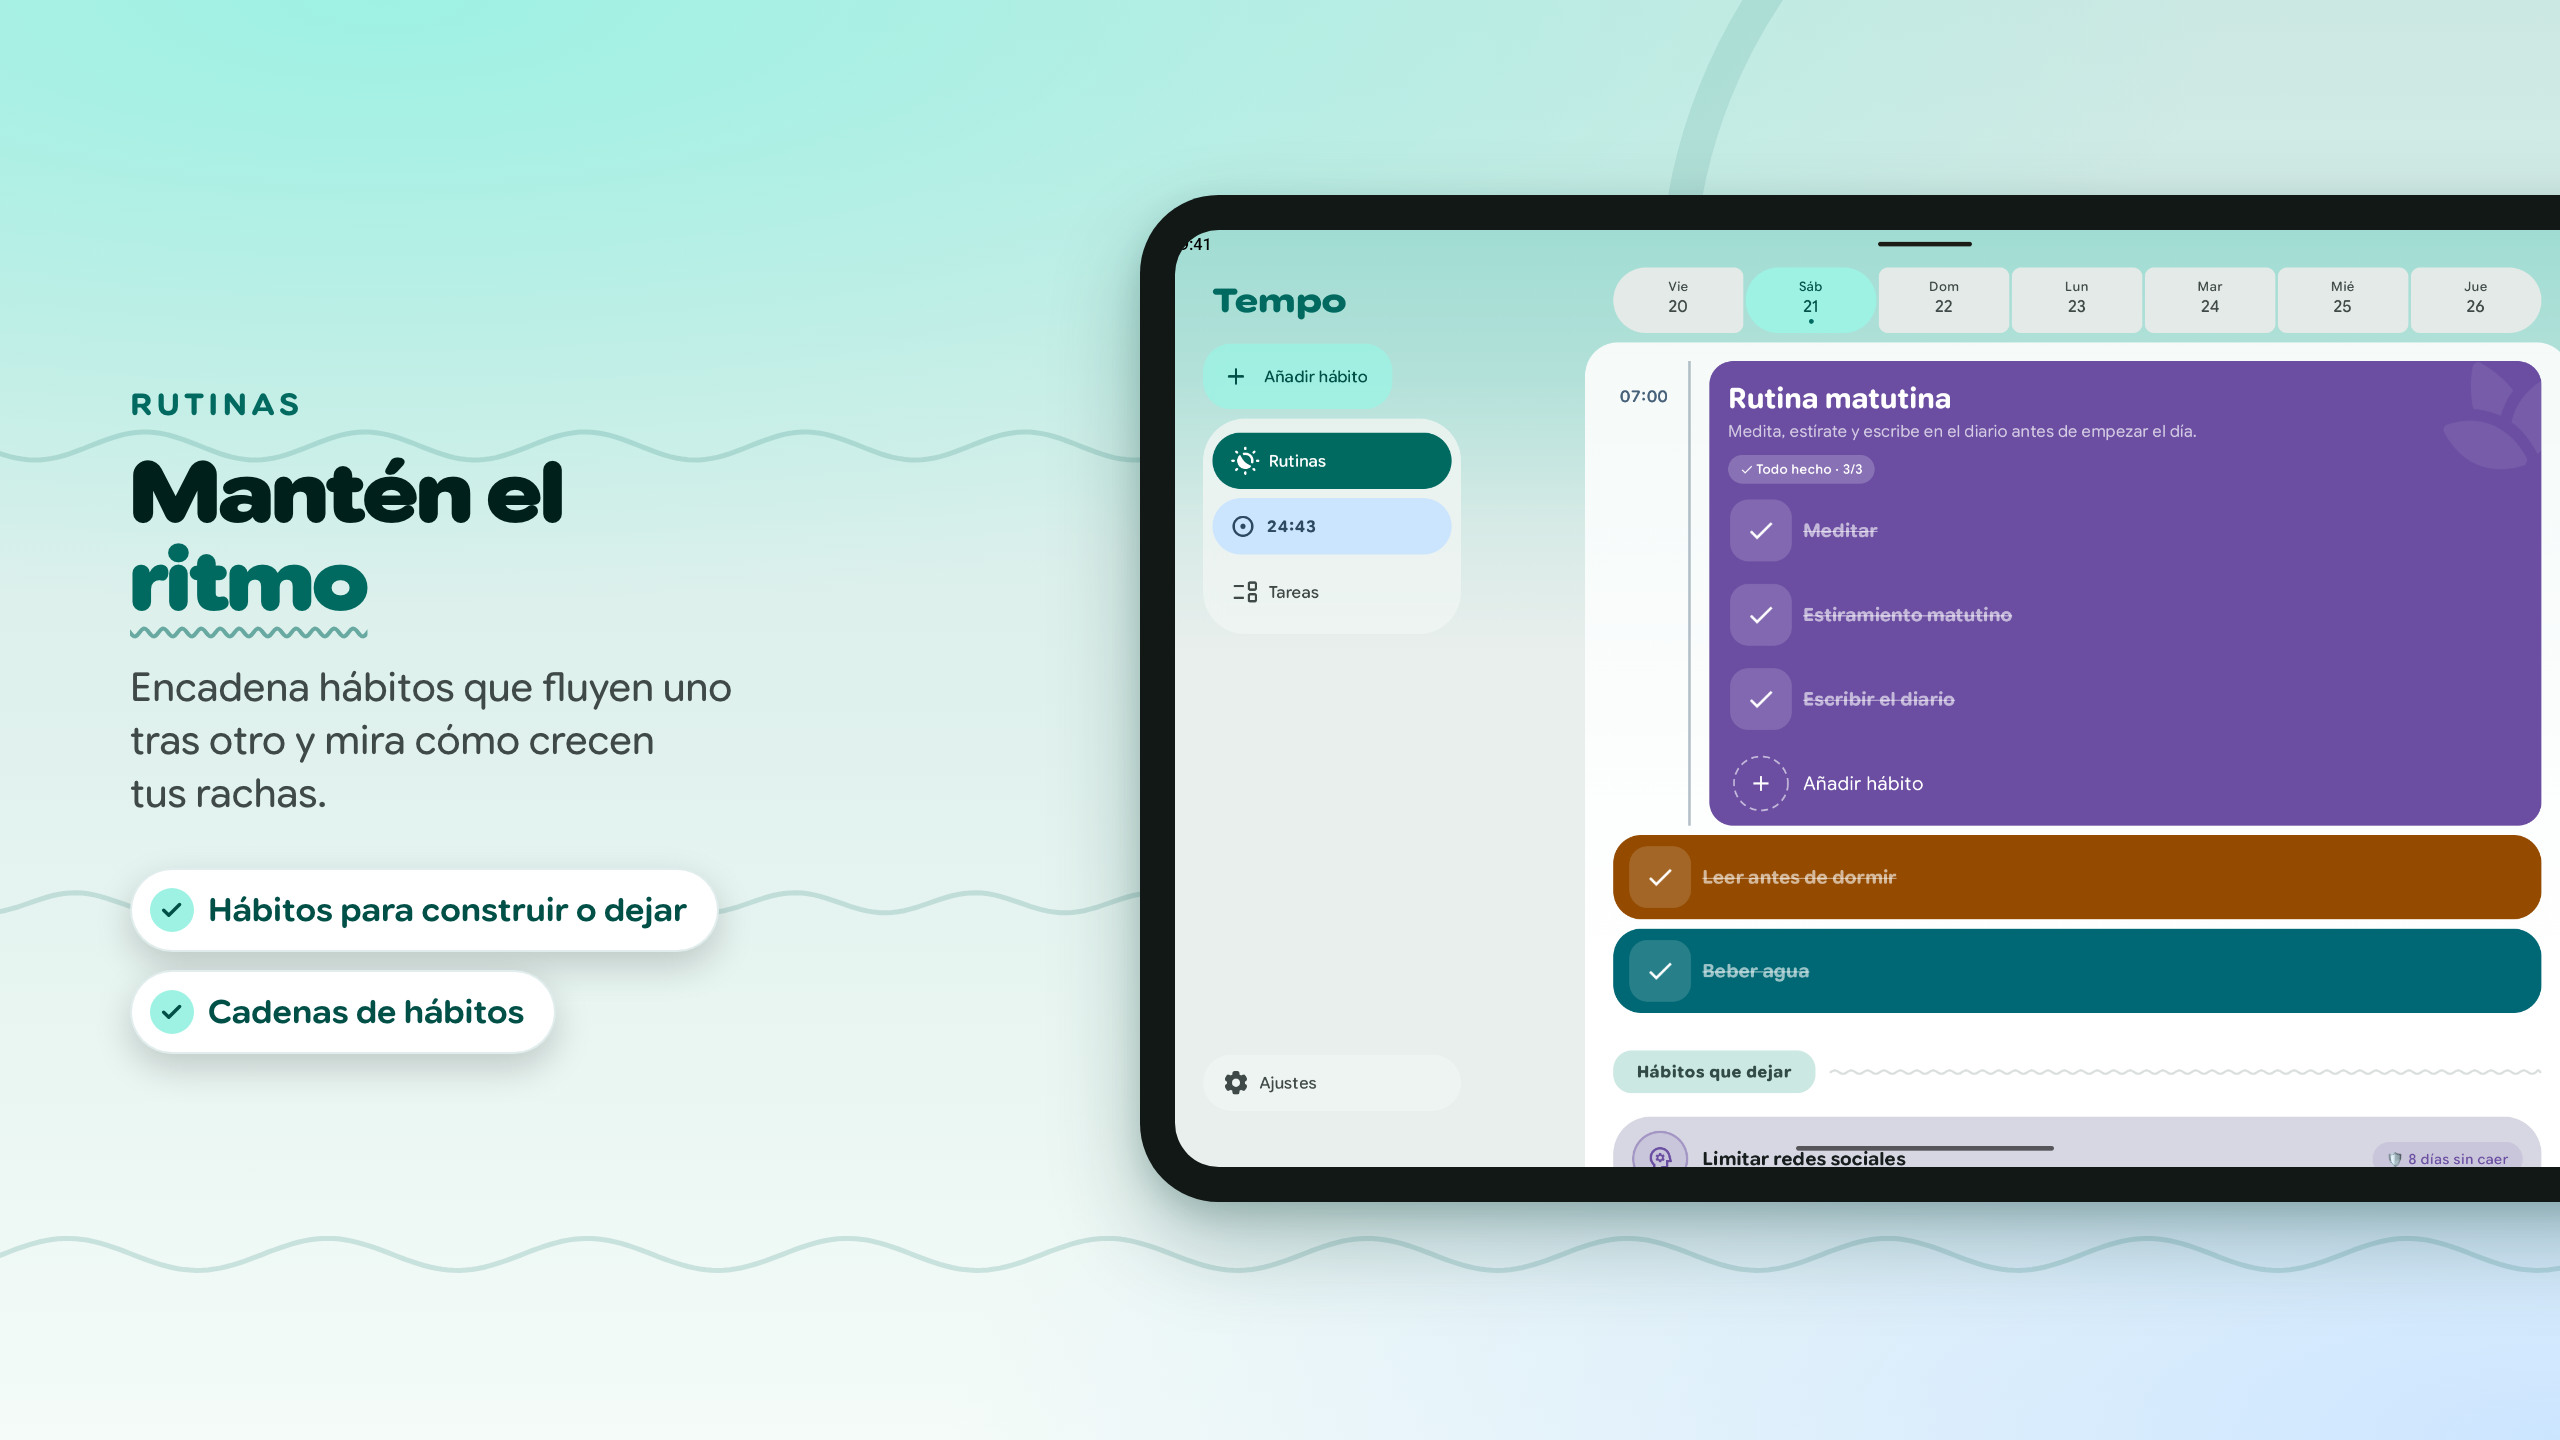 RUTINAS
Mantén el
ritmo
Encadena hábitos que fluyen uno
tras otro y mira cómo crecen
tus rachas.
Hábitos para construir o dejar
Cadenas de hábitos
:41
Tempo
Añadir hábito
Rutinas
24:43
Tareas
Ajustes
Vie 20
Sáb 21
Dom 22
Lun 23
Mar 24
Mié 25
Jue 26
07:00
Rutina matutina
Medita, estírate y escribe en el diario antes de empezar el día.
Todo hecho · 3/3
Meditar
Estiramiento matutino
Escribir el diario
Añadir hábito
Leer antes de dormir
Beber agua
Hábitos que dejar
Limitar redes sociales
8 días sin caer